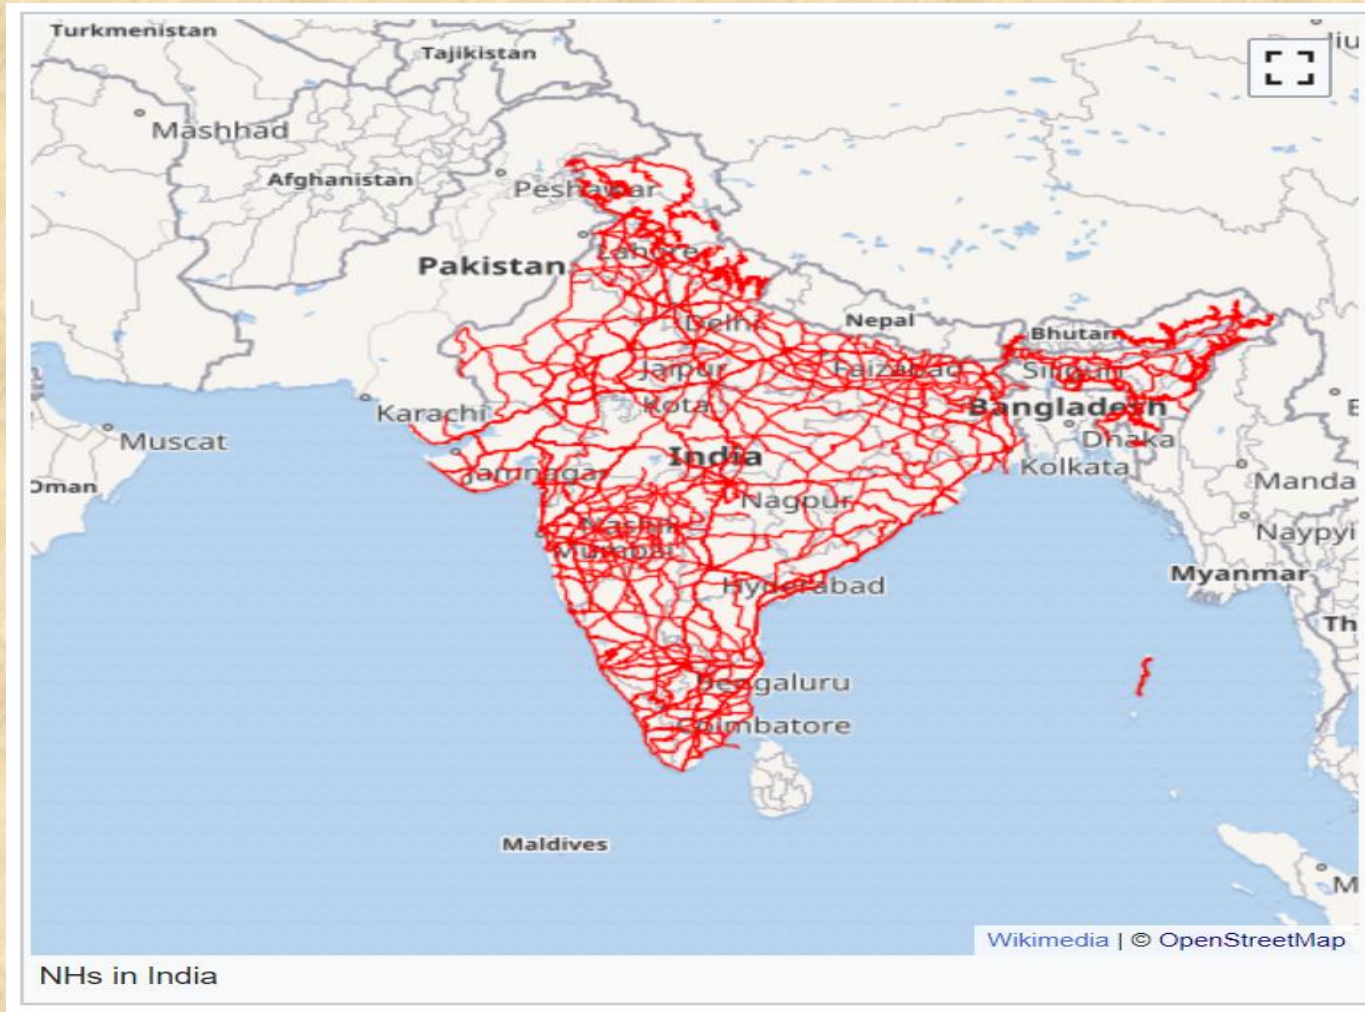 Turkmenistan
Tajikistan
Mashhad
Afghanistan
Peshawar
Lahore
Pakistan
Delhi
Nepal
Bhutan
Jaipur
Faizabad
Siliguri
Kota
Bangladesh
Karachi
Muscat
Dhaka
India
Jamnagar
Kolkata
Oman
Nagpur
Manda
Nashik
Naypyi
Mumbai
Myanmar
Hyderabad
Th
Bengaluru
Coimbatore
Maldives
M
Wikimedia | © OpenStreetMap
NHs in India